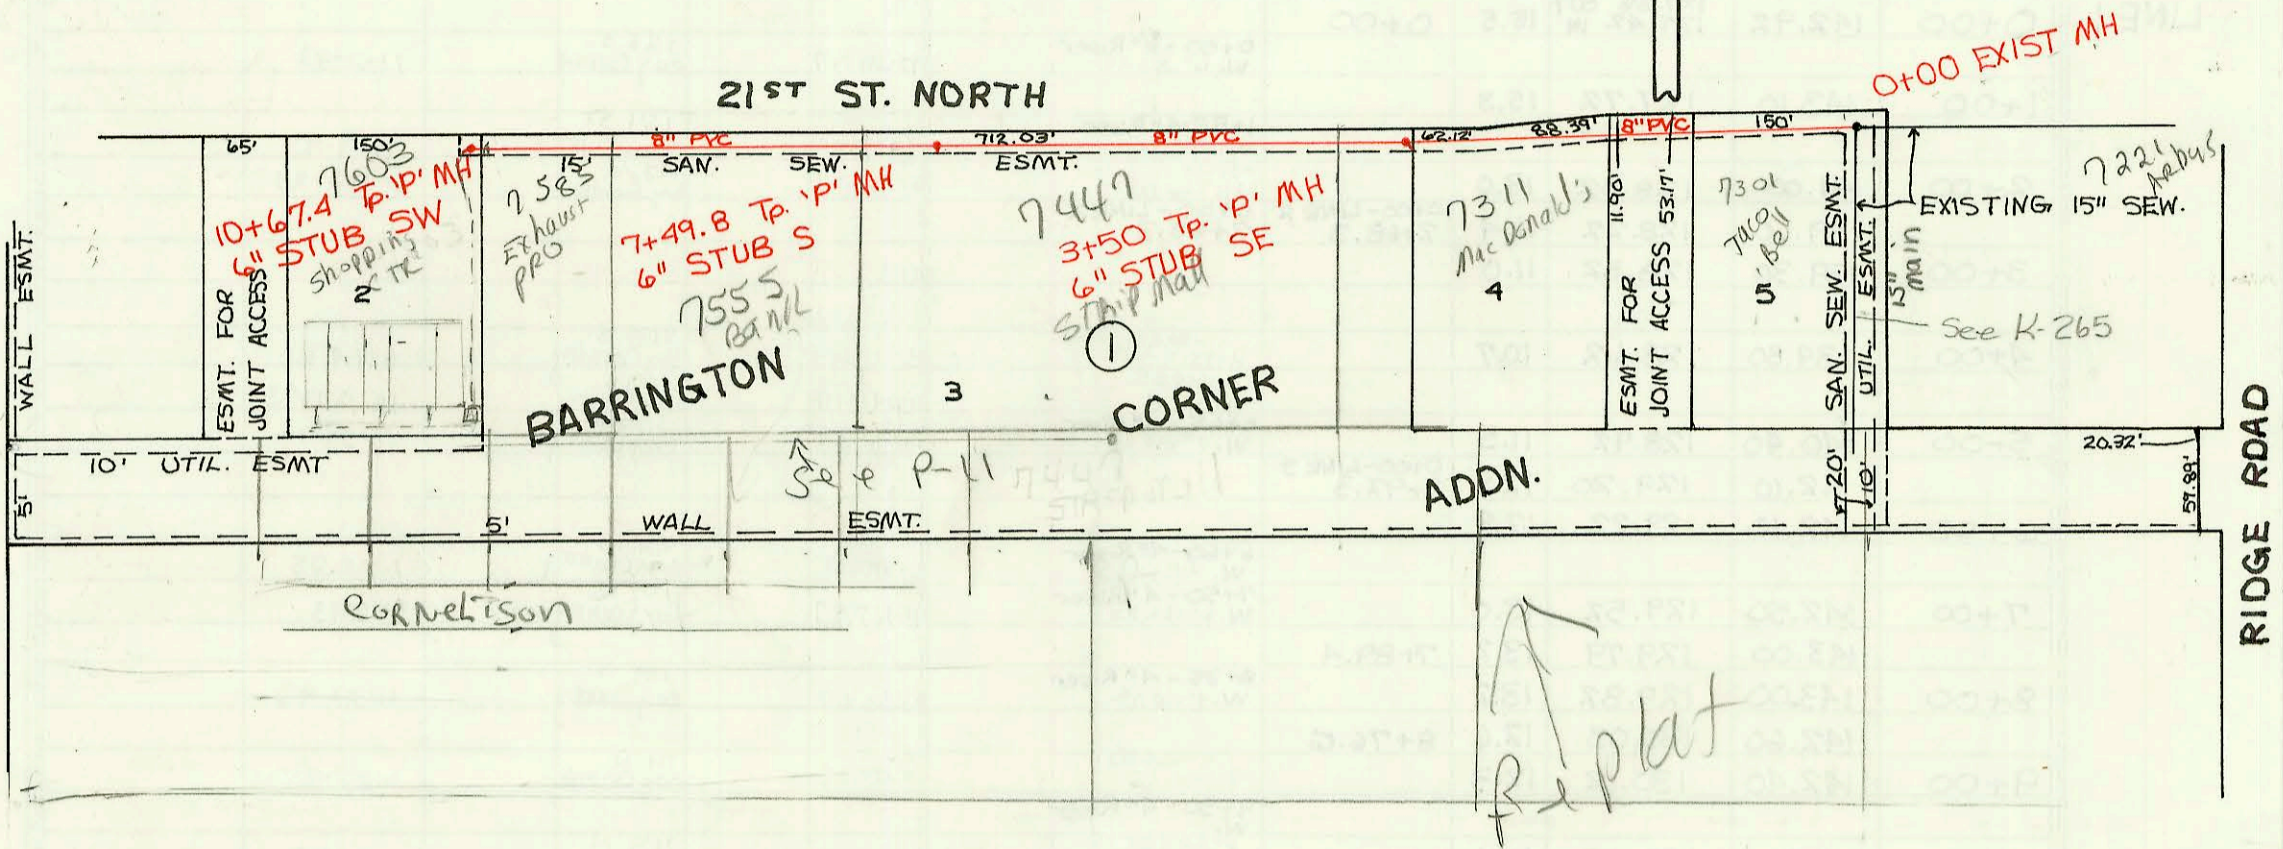 0+00 EXIST MH
21ST ST. NORTH
65'
150'
8" PVC
712.03'
8" PVC
62.12'
88.39'
8" PVC
150'
15' SAN. SEW. ESMT.
7603
10+67.4 Tp. 'P' MH
6" STUB SW
Shopping
CTR
2
7585
Exhaust
PRO
7+49.8 Tp. 'P' MH
6" STUB S
7555
Bank
7447
3+50 Tp. 'P' MH
6" STUB SE
Strip Mall
1
3
7311
Mac Donald's
4
11.90'
7301
Taco
Bell
5
7221
Arbys
EXISTING 15" SEW.
15"
main
See K-265
WALL ESMT.
ESMT. FOR
JOINT ACCESS
ESMT. FOR
JOINT ACCESS 53.17'
20' SAN. SEW. ESMT.
10' UTIL. ESMT.
BARRINGTON CORNER ADDN.
10' UTIL. ESMT
See P-11
5'
5' WALL ESMT.
20.32'
59.89'
RIDGE ROAD
Cornelison
Replat